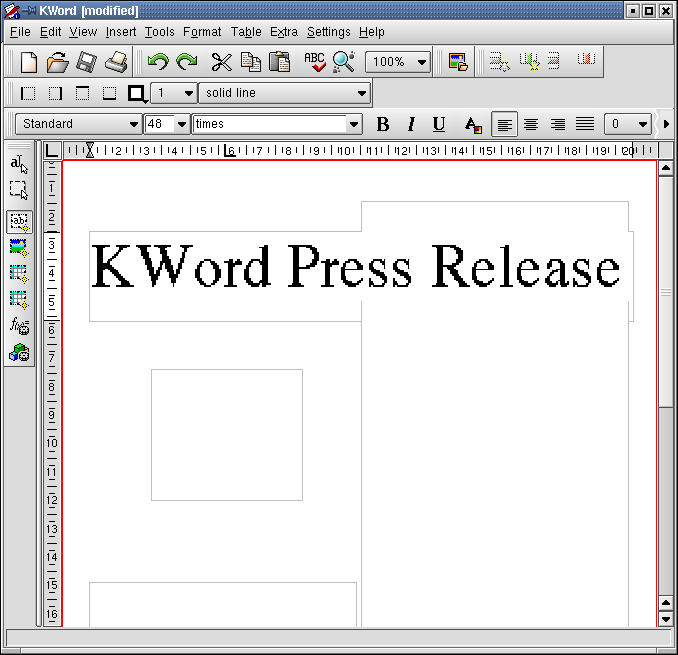 KWord [modified]
File Edit View Insert Tools Format Table Extra Settings Help
ABC 100%
1 solid line
Standard 48 times B I U A 0
1 2 3 4 5 6 7 8 9 10 11 12 13 14 15 16 17 18 19 20
a
ab
1
2
3
4
5
6
7
8
9
10
11
12
13
14
15
16
KWord Press Release